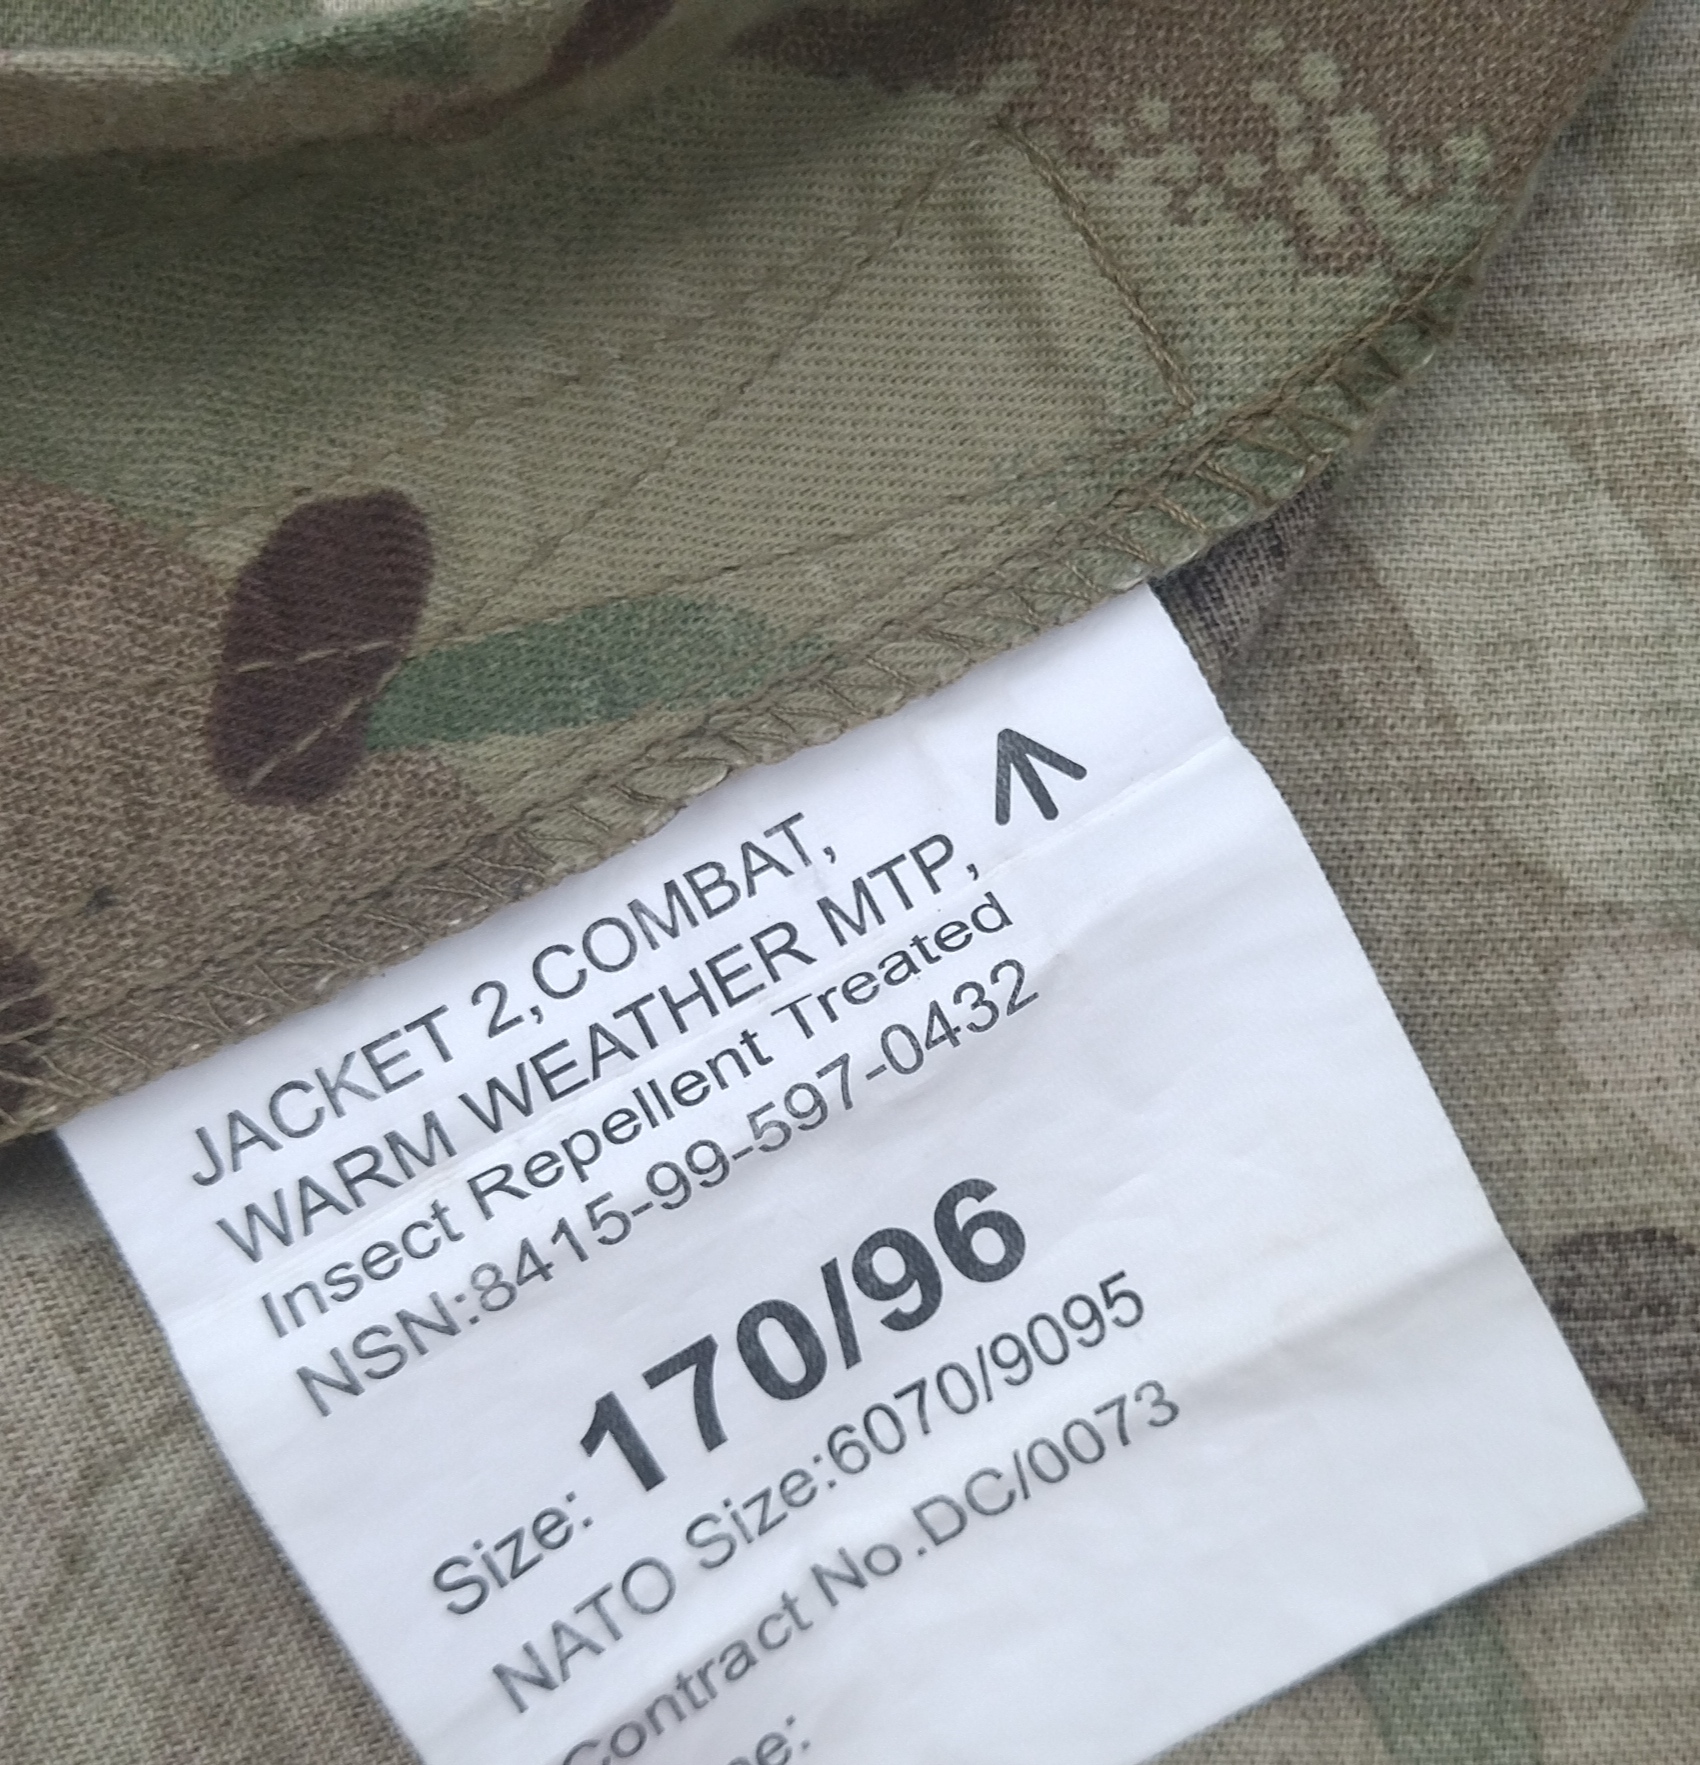 JACKET 2,COMBAT,
WARM WEATHER MTP,
Insect Repellent Treated
NSN:8415-99-597-0432
Size: 170/96
NATO Size:6070/9095
Contract No.DC/0073